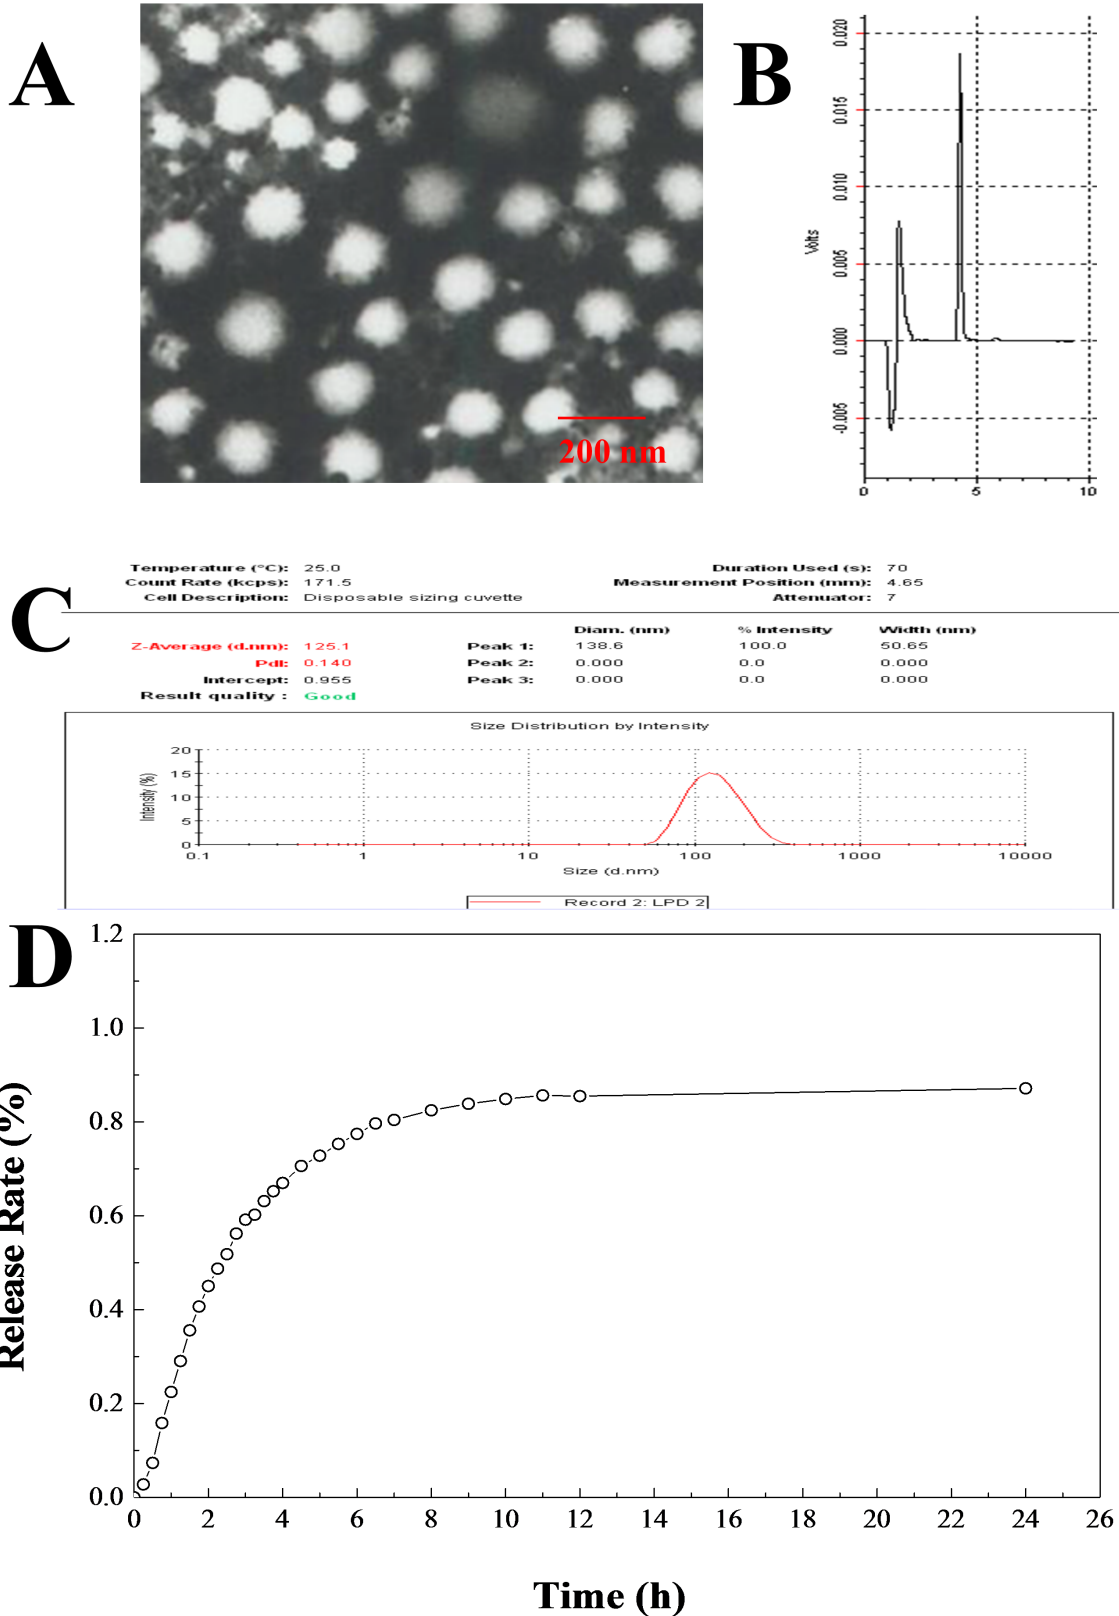 A
200 nm
B
Volts
0.020
0.015
0.010
0.005
0.000
-0.005
0 5 10
C
Temperature (°C): 25.0 Duration Used (s): 70
Count Rate (kcps): 171.5 Measurement Position (mm): 4.65
Cell Description: Disposable sizing cuvette Attenuator: 7
Diam. (nm) % Intensity Width (nm)
Z-Average (d.nm): 125.1 Peak 1: 138.6 100.0 50.65
PdI: 0.140 Peak 2: 0.000 0.0 0.000
Intercept: 0.955 Peak 3: 0.000 0.0 0.000
Result quality : Good
Size Distribution by Intensity
Intensity (%)
20
15
10
5
0
0.1 1 10 100 1000 10000
Size (d.nm)
Record 2: LPD 2
D
Release Rate (%)
1.2
1.0
0.8
0.6
0.4
0.2
0.0
0 2 4 6 8 10 12 14 16 18 20 22 24 26
Time (h)